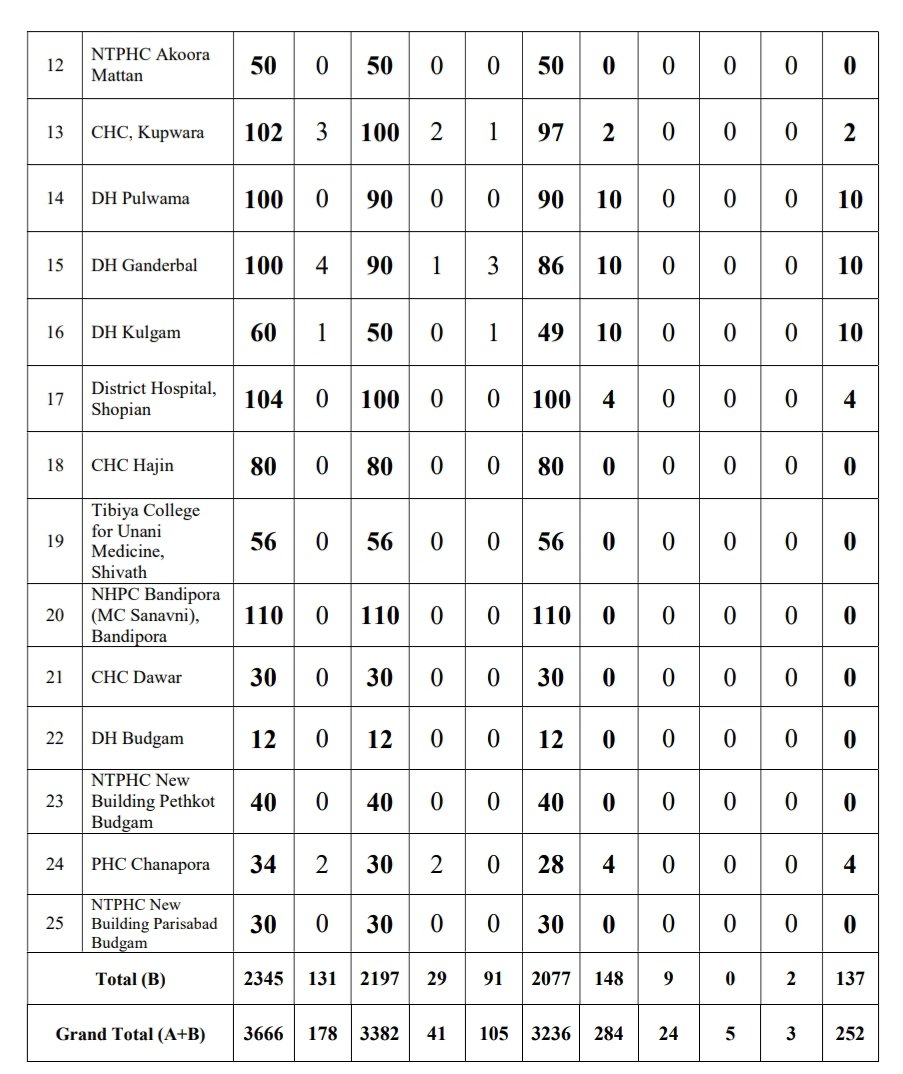 12 NTPHC Akoora Mattan 50 0 50 0 0 50 0 0 0 0 0
13 CHC, Kupwara 102 3 100 2 1 97 2 0 0 0 2
14 DH Pulwama 100 0 90 0 0 90 10 0 0 0 10
15 DH Ganderbal 100 4 90 1 3 86 10 0 0 0 10
16 DH Kulgam 60 1 50 0 1 49 10 0 0 0 10
17 District Hospital, Shopian 104 0 100 0 0 100 4 0 0 0 4
18 CHC Hajin 80 0 80 0 0 80 0 0 0 0 0
19 Tibiya College for Unani Medicine, Shivath 56 0 56 0 0 56 0 0 0 0 0
20 NHPC Bandipora (MC Sanavni), Bandipora 110 0 110 0 0 110 0 0 0 0 0
21 CHC Dawar 30 0 30 0 0 30 0 0 0 0 0
22 DH Budgam 12 0 12 0 0 12 0 0 0 0 0
23 NTPHC New Building Pethkot Budgam 40 0 40 0 0 40 0 0 0 0 0
24 PHC Chanapora 34 2 30 2 0 28 4 0 0 0 4
25 NTPHC New Building Parisabad Budgam 30 0 30 0 0 30 0 0 0 0 0
Total (B) 2345 131 2197 29 91 2077 148 9 0 2 137
Grand Total (A+B) 3666 178 3382 41 105 3236 284 24 5 3 252